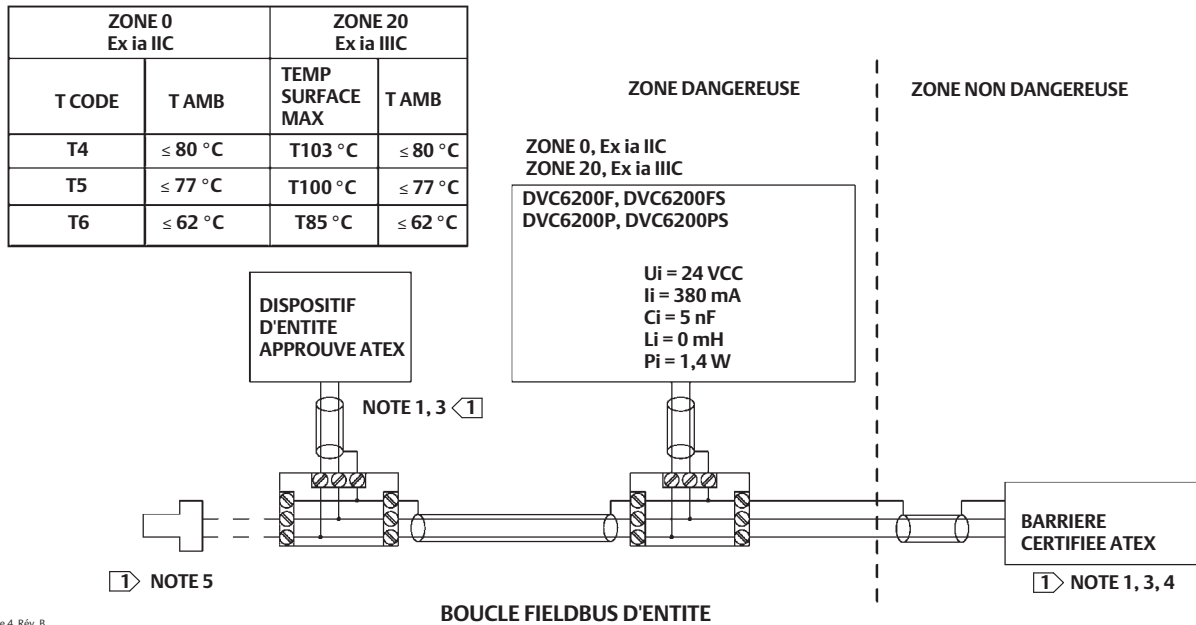 ZONE 0
Ex ia IIC
ZONE 20
Ex ia IIIC
T CODE
T AMB
TEMP
SURFACE
MAX
T AMB
T4 ≤ 80 °C T103 °C ≤ 80 °C
T5 ≤ 77 °C T100 °C ≤ 77 °C
T6 ≤ 62 °C T85 °C ≤ 62 °C
ZONE DANGEREUSE
ZONE NON DANGEREUSE
ZONE 0, Ex ia IIC
ZONE 20, Ex ia IIIC
DVC6200F, DVC6200FS
DVC6200P, DVC6200PS
Ui = 24 VCC
Ii = 380 mA
Ci = 5 nF
Li = 0 mH
Pi = 1,4 W
DISPOSITIF
D'ENTITE
APPROUVE ATEX
NOTE 1, 3 1
BARRIERE
CERTIFIEE ATEX
1 NOTE 5
1 NOTE 1, 3, 4
BOUCLE FIELDBUS D'ENTITE
4, Rév. B